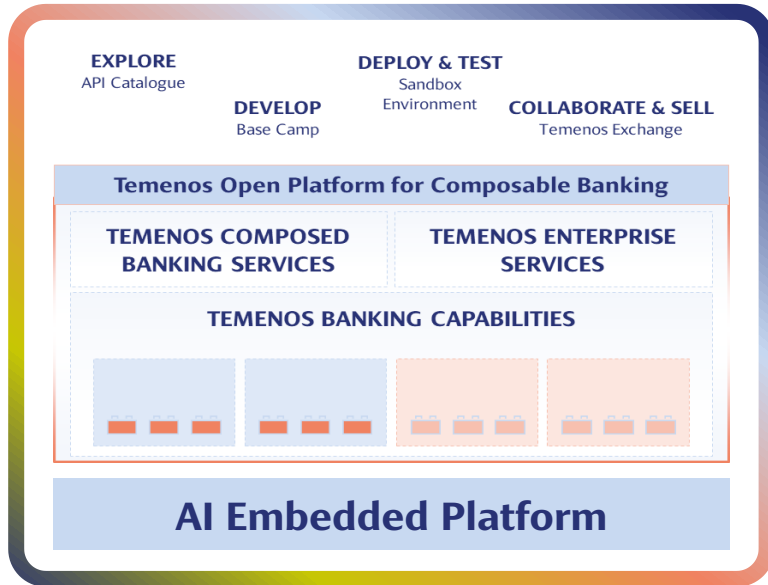 EXPLORE
API Catalogue
DEVELOP
Base Camp
DEPLOY & TEST
Sandbox
Environment
COLLABORATE & SELL
Temenos Exchange
Temenos Open Platform for Composable Banking
TEMENOS COMPOSED
BANKING SERVICES
TEMENOS ENTERPRISE
SERVICES
TEMENOS BANKING CAPABILITIES
AI Embedded Platform